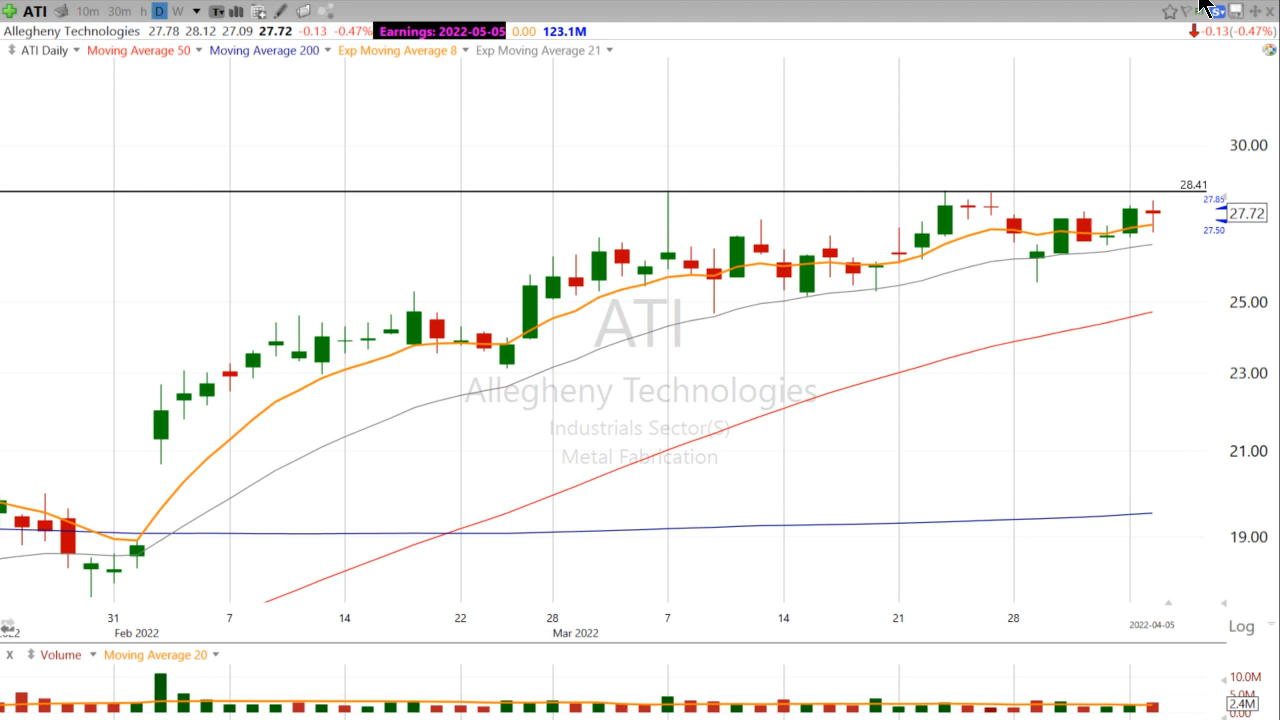 ATI 10m 30m h D W T
Allegheny Technologies 27.78 28.12 27.09 27.72 -0.13 -0.47% Earnings: 2022-05-05 0.00 123.1M -0.13(-0.47%)
ATI Daily Moving Average 50 Moving Average 200 Exp Moving Average 8 Exp Moving Average 21
30.00
28.41
27.85
27.72
27.50
25.00
ATI
23.00
Allegheny Technologies
Industrials Sector(S)
21.00
Metal Fabrication
19.00
31 7 14 22 28 7 14 21 28
Feb 2022 Mar 2022 2022-04-05 Log
X Volume Moving Average 20
10.0M
5.0M
2.4M
0.00